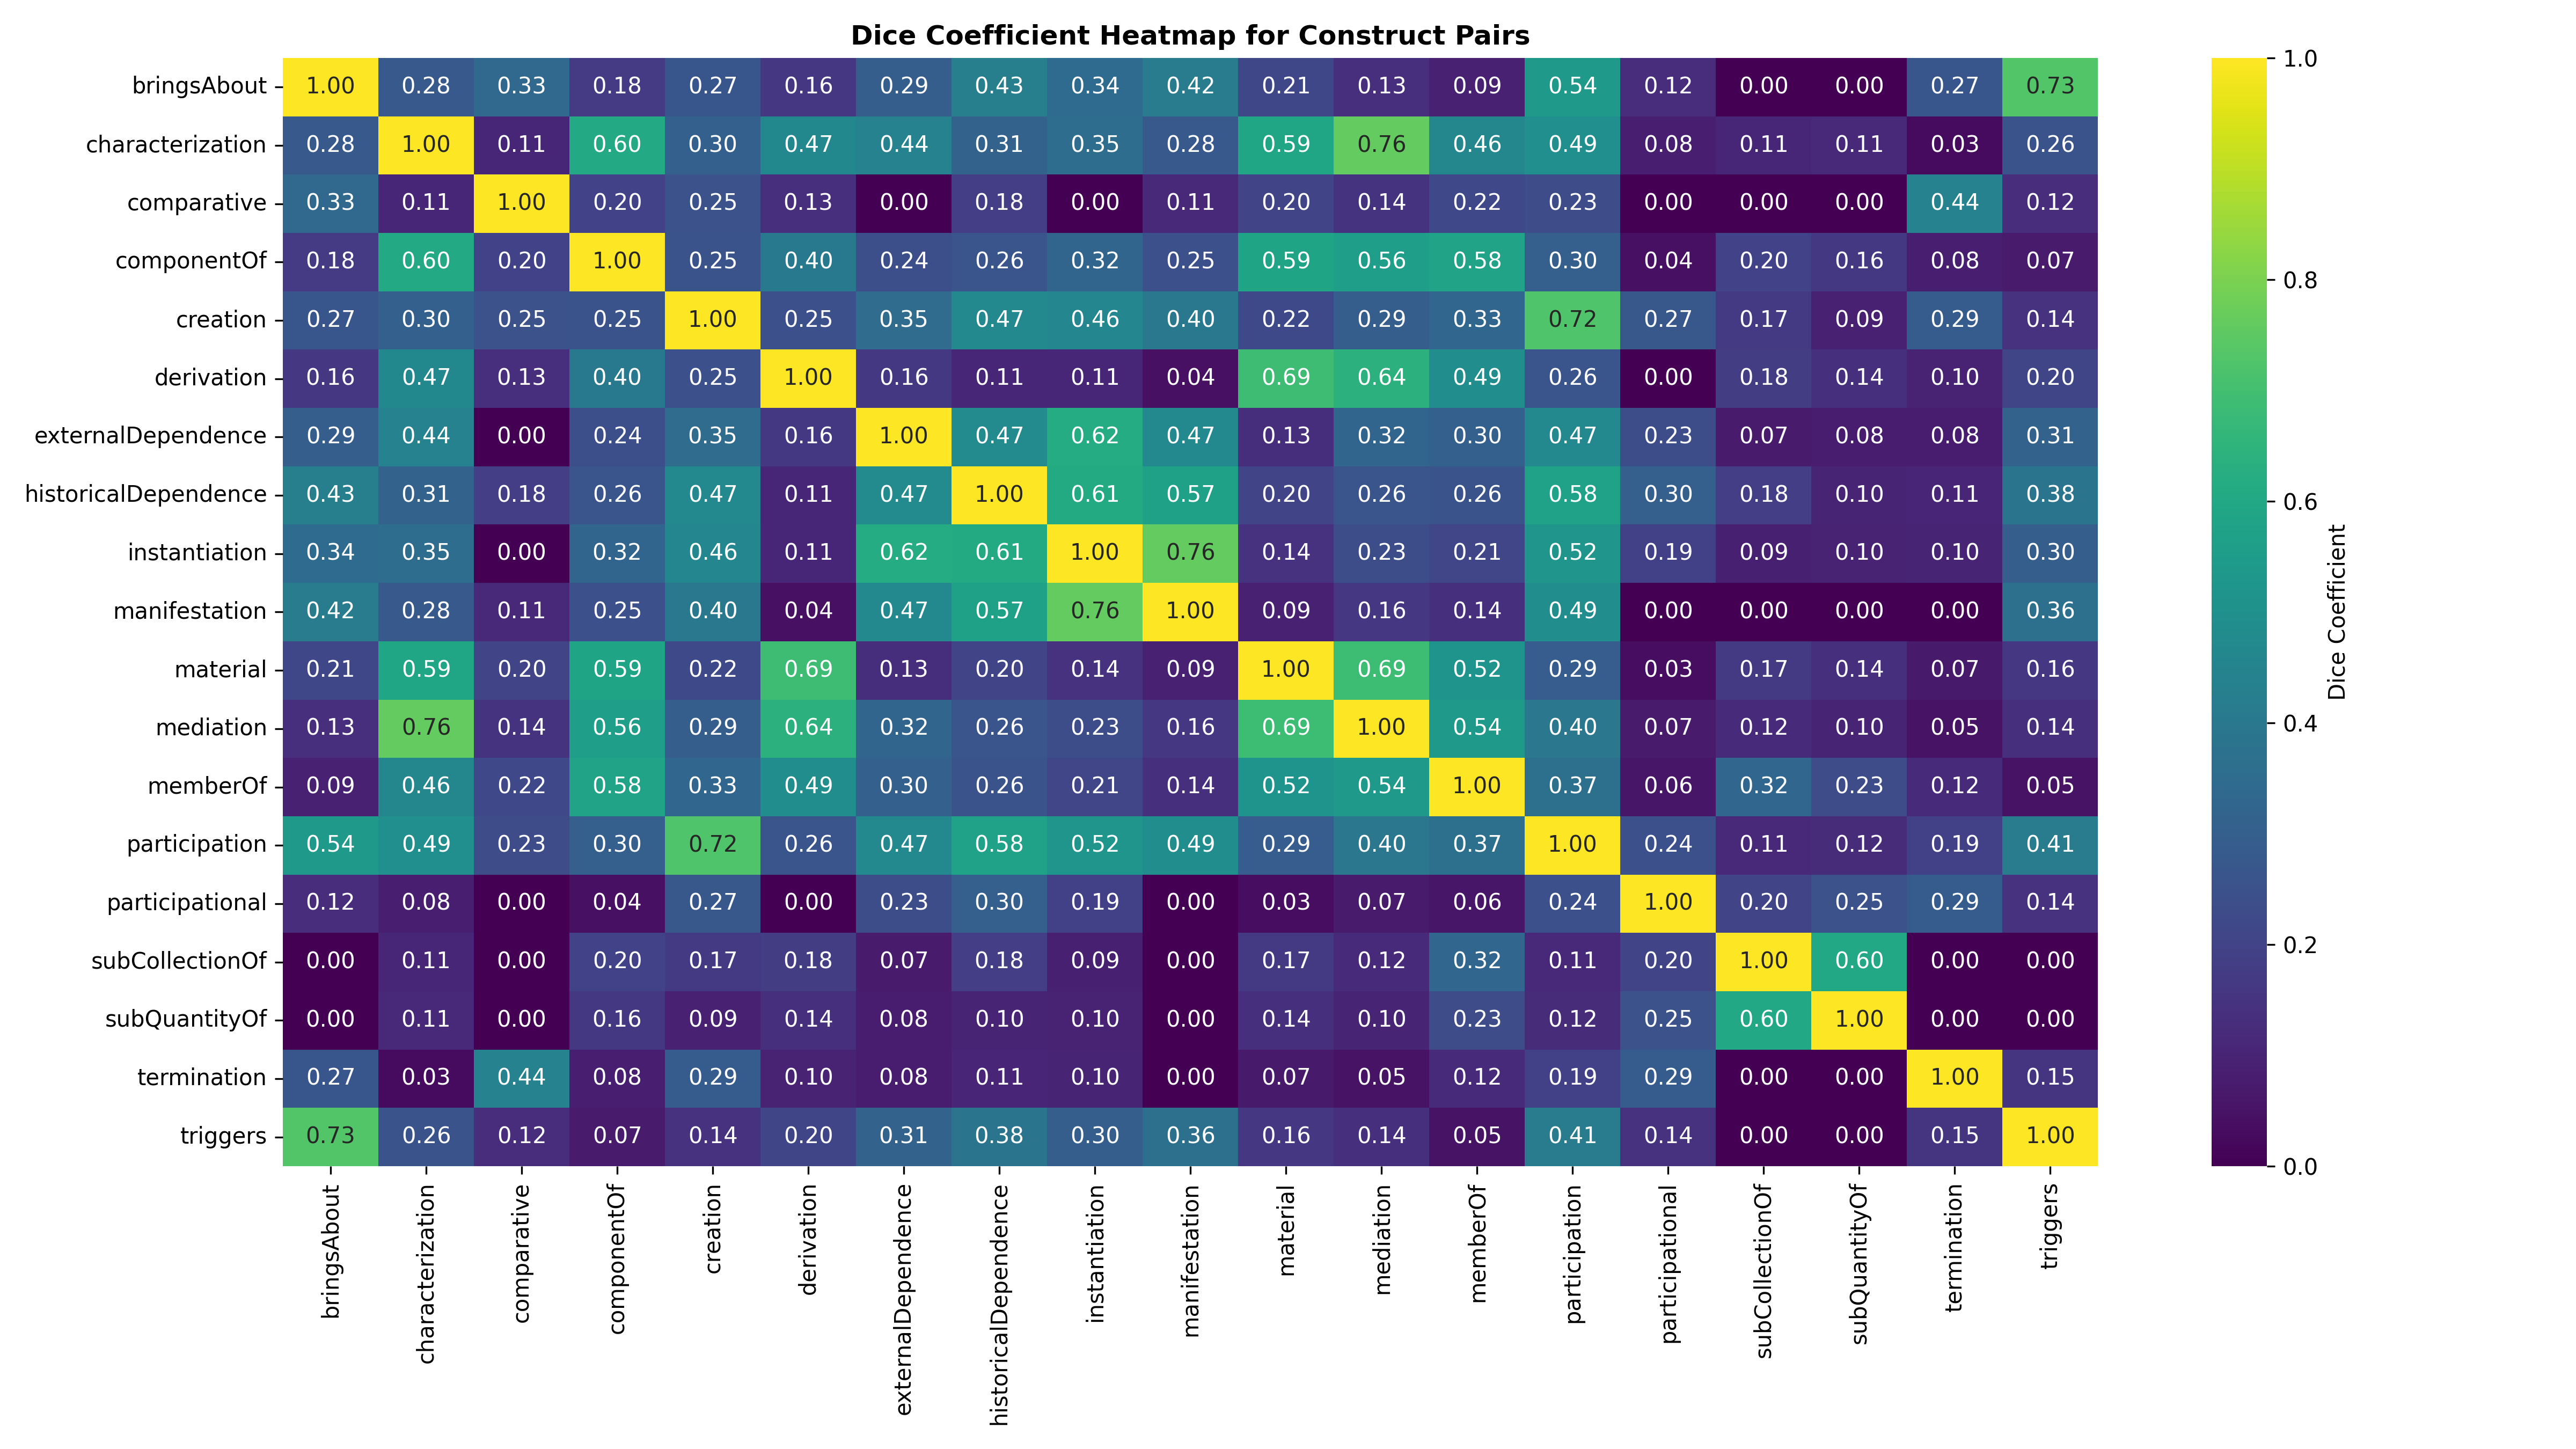 Dice Coefficient Heatmap for Construct Pairs
bringsAbout 1.00 0.28 0.33 0.18 0.27 0.16 0.29 0.43 0.34 0.42 0.21 0.13 0.09 0.54 0.12 0.00 0.00 0.27 0.73
characterization 0.28 1.00 0.11 0.60 0.30 0.47 0.44 0.31 0.35 0.28 0.59 0.76 0.46 0.49 0.08 0.11 0.11 0.03 0.26
comparative 0.33 0.11 1.00 0.20 0.25 0.13 0.00 0.18 0.00 0.11 0.20 0.14 0.22 0.23 0.00 0.00 0.00 0.44 0.12
componentOf 0.18 0.60 0.20 1.00 0.25 0.40 0.24 0.26 0.32 0.25 0.59 0.56 0.58 0.30 0.04 0.20 0.16 0.08 0.07
creation 0.27 0.30 0.25 0.25 1.00 0.25 0.35 0.47 0.46 0.40 0.22 0.29 0.33 0.72 0.27 0.17 0.09 0.29 0.14
derivation 0.16 0.47 0.13 0.40 0.25 1.00 0.16 0.11 0.11 0.04 0.69 0.64 0.49 0.26 0.00 0.18 0.14 0.10 0.20
externalDependence 0.29 0.44 0.00 0.24 0.35 0.16 1.00 0.47 0.62 0.47 0.13 0.32 0.30 0.47 0.23 0.07 0.08 0.08 0.31
historicalDependence 0.43 0.31 0.18 0.26 0.47 0.11 0.47 1.00 0.61 0.57 0.20 0.26 0.26 0.58 0.30 0.18 0.10 0.11 0.38
instantiation 0.34 0.35 0.00 0.32 0.46 0.11 0.62 0.61 1.00 0.76 0.14 0.23 0.21 0.52 0.19 0.09 0.10 0.10 0.30
manifestation 0.42 0.28 0.11 0.25 0.40 0.04 0.47 0.57 0.76 1.00 0.09 0.16 0.14 0.49 0.00 0.00 0.00 0.00 0.36
material 0.21 0.59 0.20 0.59 0.22 0.69 0.13 0.20 0.14 0.09 1.00 0.69 0.52 0.29 0.03 0.17 0.14 0.07 0.16
mediation 0.13 0.76 0.14 0.56 0.29 0.64 0.32 0.26 0.23 0.16 0.69 1.00 0.54 0.40 0.07 0.12 0.10 0.05 0.14
memberOf 0.09 0.46 0.22 0.58 0.33 0.49 0.30 0.26 0.21 0.14 0.52 0.54 1.00 0.37 0.06 0.32 0.23 0.12 0.05
participation 0.54 0.49 0.23 0.30 0.72 0.26 0.47 0.58 0.52 0.49 0.29 0.40 0.37 1.00 0.24 0.11 0.12 0.19 0.41
participational 0.12 0.08 0.00 0.04 0.27 0.00 0.23 0.30 0.19 0.00 0.03 0.07 0.06 0.24 1.00 0.20 0.25 0.29 0.14
subCollectionOf 0.00 0.11 0.00 0.20 0.17 0.18 0.07 0.18 0.09 0.00 0.17 0.12 0.32 0.11 0.20 1.00 0.60 0.00 0.00
subQuantityOf 0.00 0.11 0.00 0.16 0.09 0.14 0.08 0.10 0.10 0.00 0.14 0.10 0.23 0.12 0.25 0.60 1.00 0.00 0.00
termination 0.27 0.03 0.44 0.08 0.29 0.10 0.08 0.11 0.10 0.00 0.07 0.05 0.12 0.19 0.29 0.00 0.00 1.00 0.15
triggers 0.73 0.26 0.12 0.07 0.14 0.20 0.31 0.38 0.30 0.36 0.16 0.14 0.05 0.41 0.14 0.00 0.00 0.15 1.00
bringsAbout
characterization
comparative
componentOf
creation
derivation
externalDependence
historicalDependence
instantiation
manifestation
material
mediation
memberOf
participation
participational
subCollectionOf
subQuantityOf
termination
triggers
1.0
0.8
0.6
0.4
0.2
0.0
Dice Coefficient